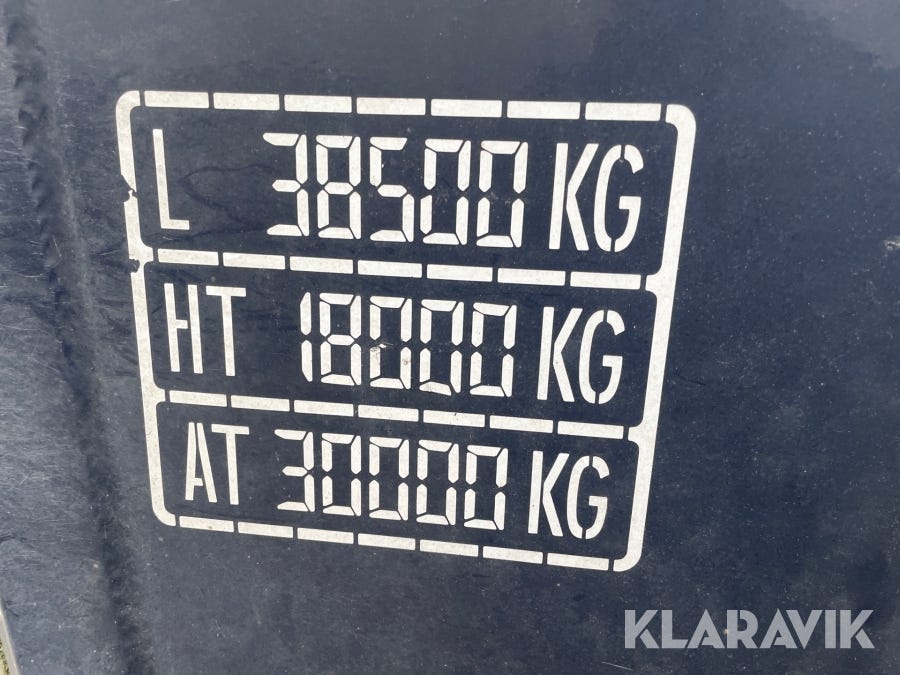 L 38500 KG
HT 18000 KG
AT 30000 KG
KLARAVIK